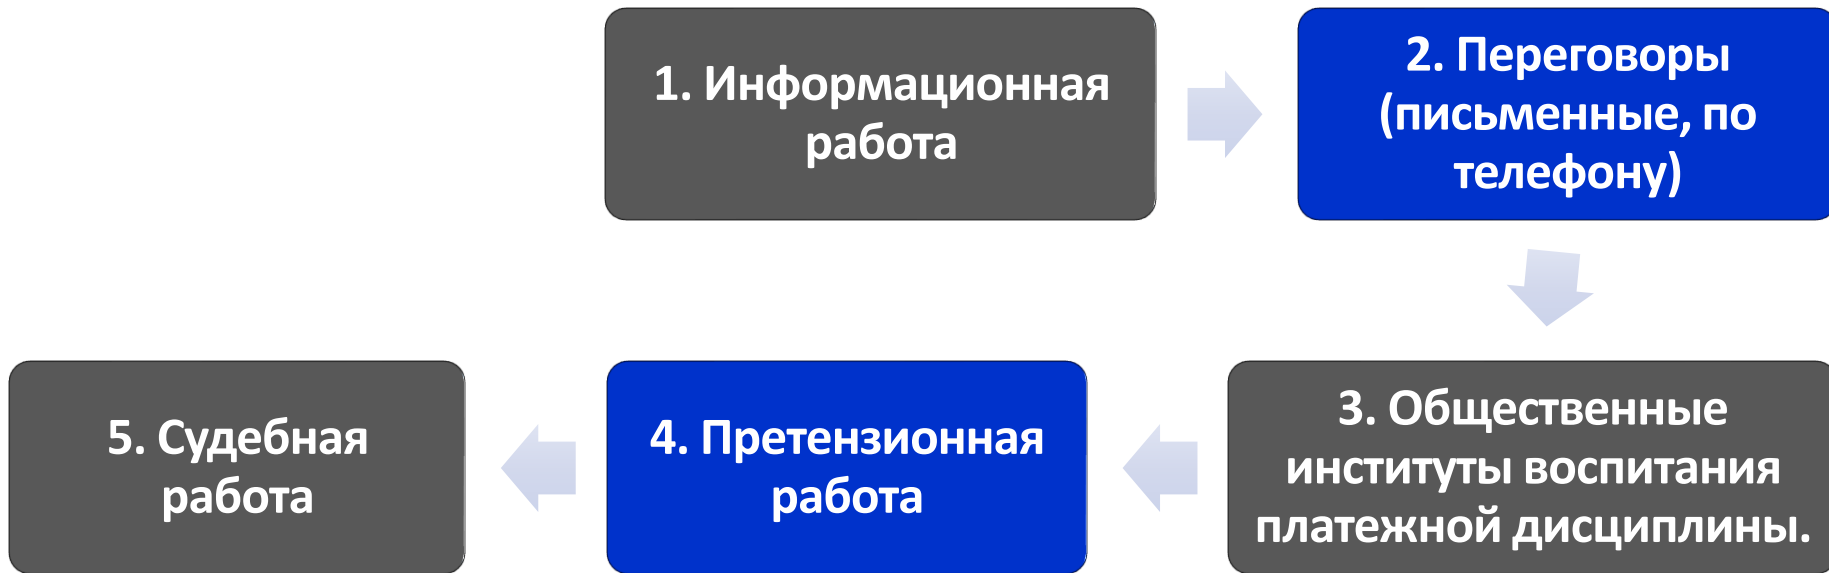 1. Информационная
работа
2. Переговоры
(письменные, по
телефону)
3. Общественные
институты воспитания
платежной дисциплины.
4. Претензионная
работа
5. Судебная
работа